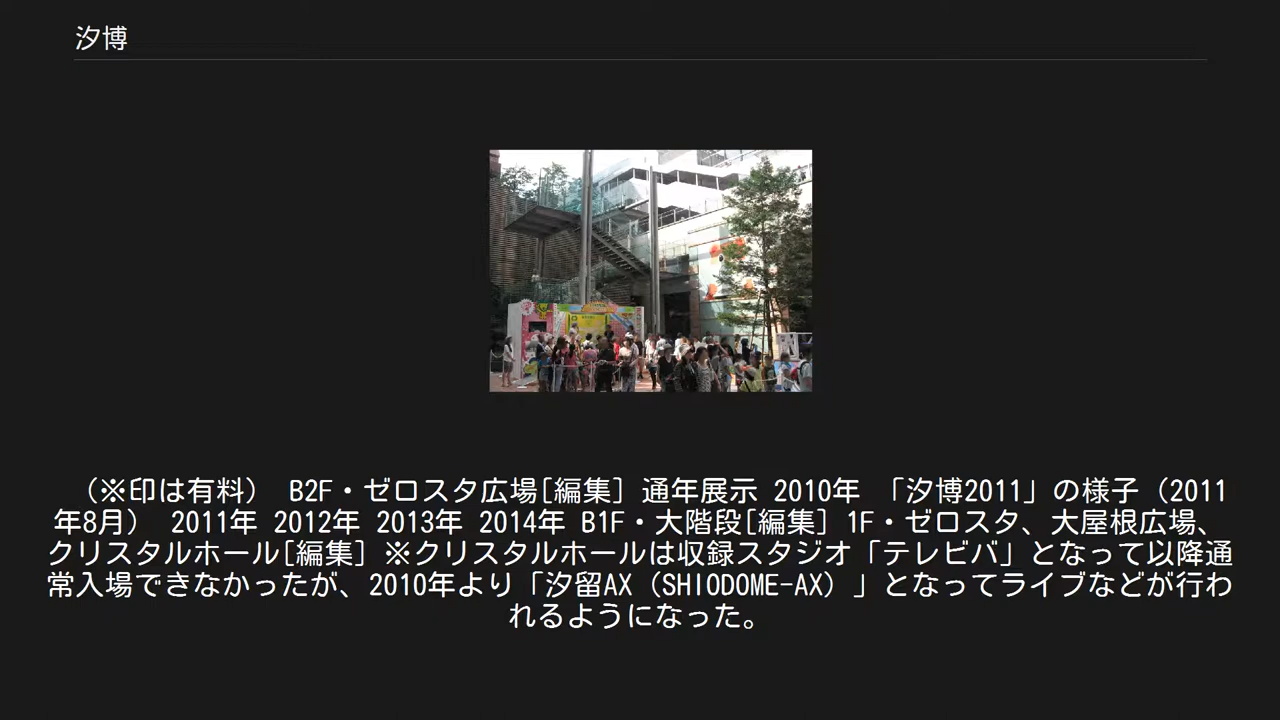 汐博
（※印は有料） B2F・ゼロスタ広場[編集] 通年展示 2010年 「汐博2011」の様子（2011
年8月） 2011年 2012年 2013年 2014年 B1F・大階段[編集] 1F・ゼロスタ、大屋根広場、
クリスタルホール[編集] ※クリスタルホールは収録スタジオ「テレビバ」となって以降通
常入場できなかったが、2010年より「汐留AX（SHIODOME-AX）」となってライブなどが行わ
れるようになった。